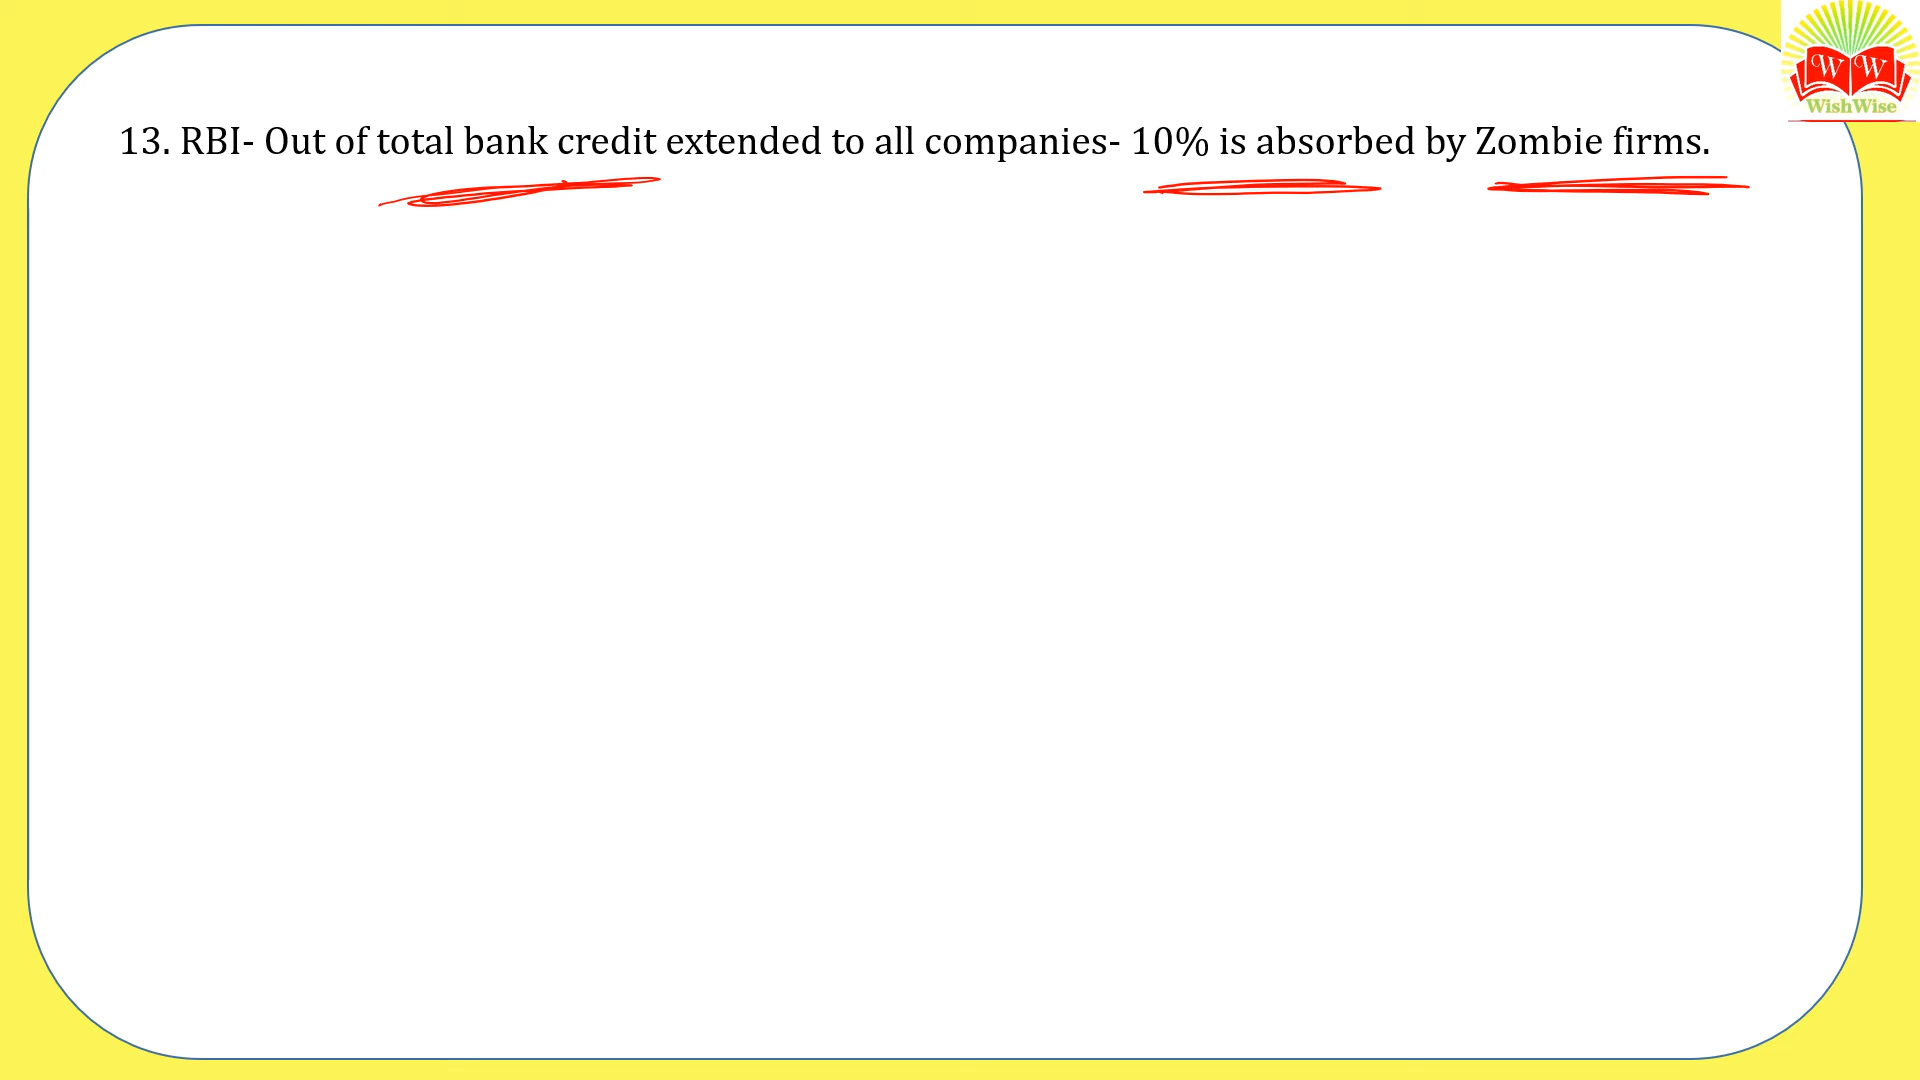 W W
WishWise
13. RBI- Out of total bank credit extended to all companies- 10% is absorbed by Zombie firms.